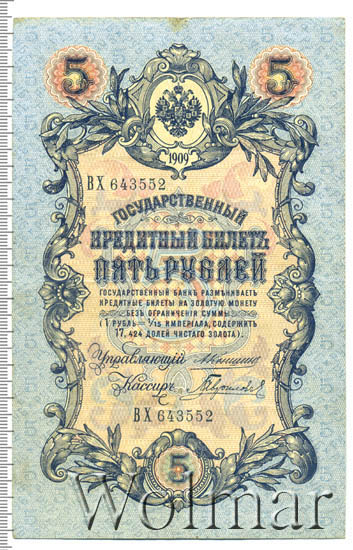 5 5
1909
ВХ 643552
ГОСУДАРСТВЕННЫЙ
КРЕДИТНЫЙ БИЛЕТЪ
ПЯТЬ РУБЛЕЙ
ГОСУДАРСТВЕННЫЙ БАНКЪ РАЗМѢНИВАЕТЪ
КРЕДИТНЫЕ БИЛЕТЫ НА ЗОЛОТУЮ МОНЕТУ
БЕЗЪ ОГРАНИЧЕНІЯ СУММЫ
(1 РУБЛЬ = 1/15 ИМПЕРІАЛА, СОДЕРЖИТЪ
17,424 ДОЛЕЙ ЧИСТАГО ЗОЛОТА).
Управляющій
Кассиръ
ВХ 643552
5
Wolmar